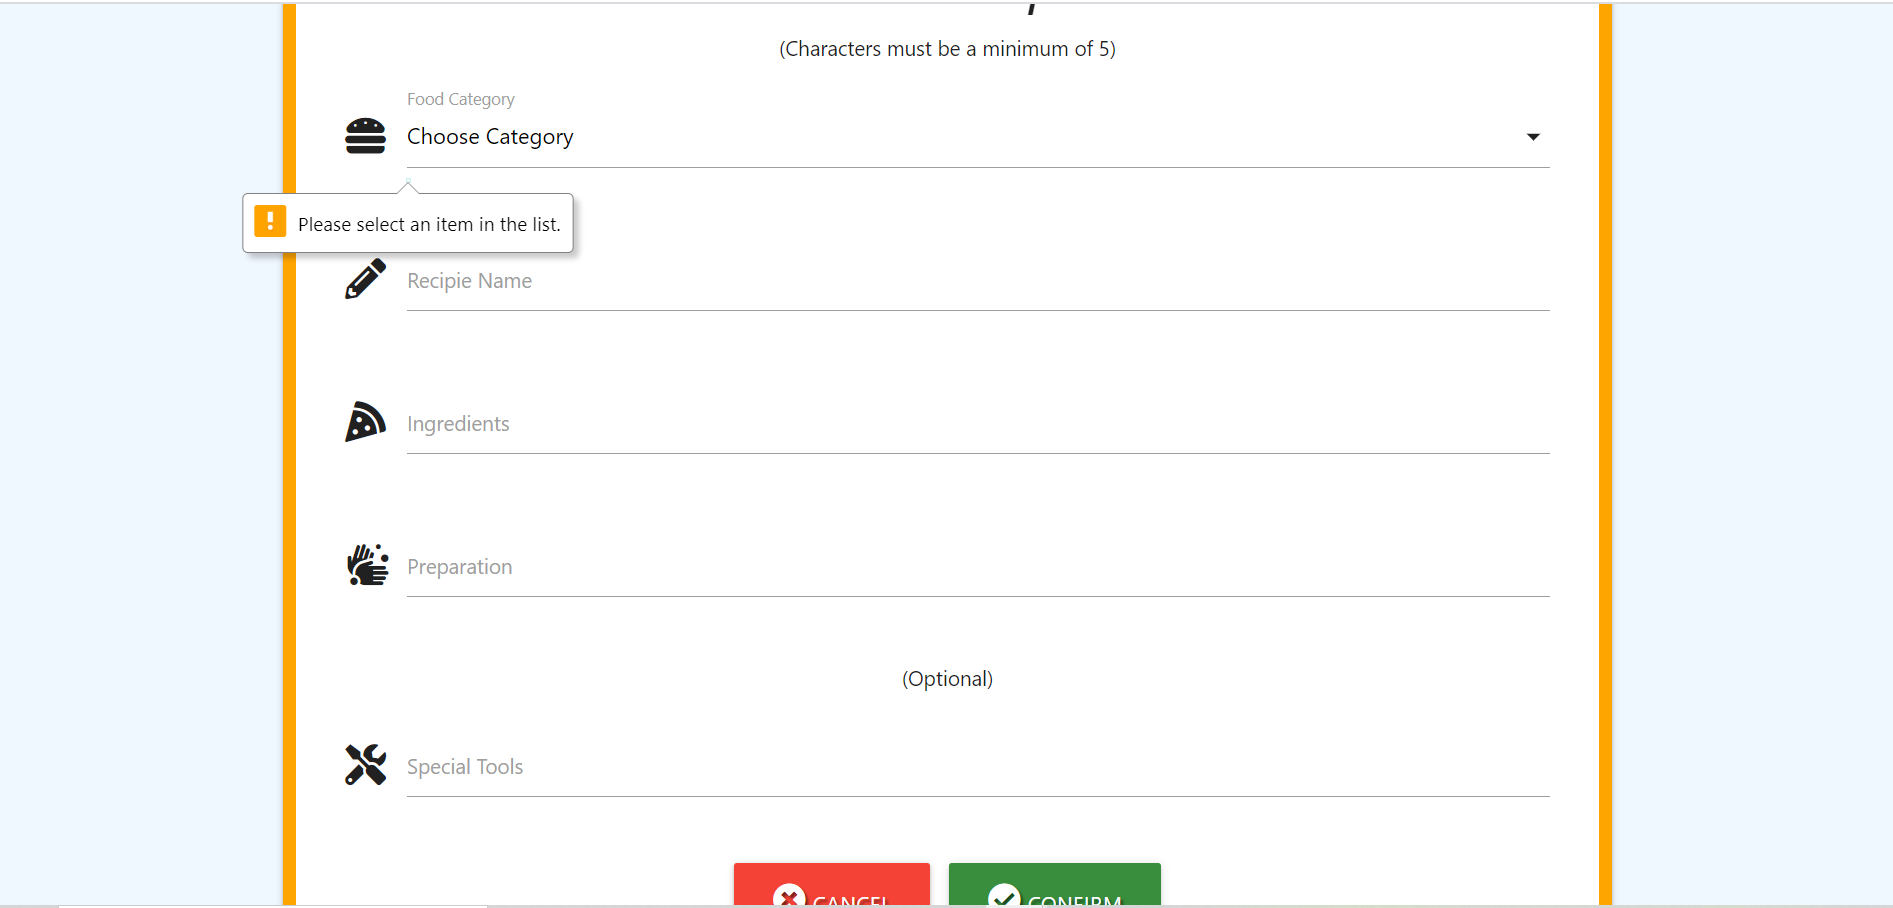 (Characters must be a minimum of 5)
Food Category
Choose Category
Please select an item in the list.
Recipie Name
Ingredients
Preparation
(Optional)
Special Tools
CANCEL
CONFIRM